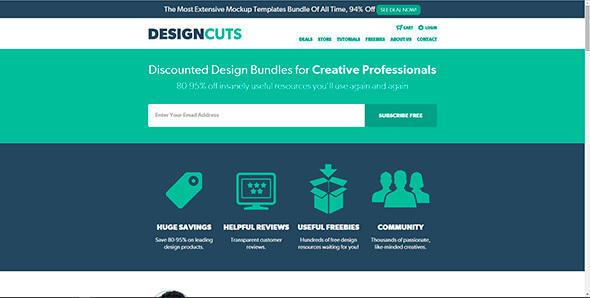 The Most Extensive Mockup Templates Bundle Of All Time, 94% Off SEE DEAL NOW!
DESIGNCUTS
CART LOGIN
DEALS STORE TUTORIALS FREEBIES ABOUT US CONTACT
Discounted Design Bundles for Creative Professionals
80-95% off insanely useful resources you'll use again and again
Enter Your Email Address SUBSCRIBE FREE
HUGE SAVINGS
Save 80-95% on leading
design products.
HELPFUL REVIEWS
Transparent customer
reviews.
USEFUL FREEBIES
Hundreds of free design
resources waiting for you!
COMMUNITY
Thousands of passionate,
like-minded creatives.